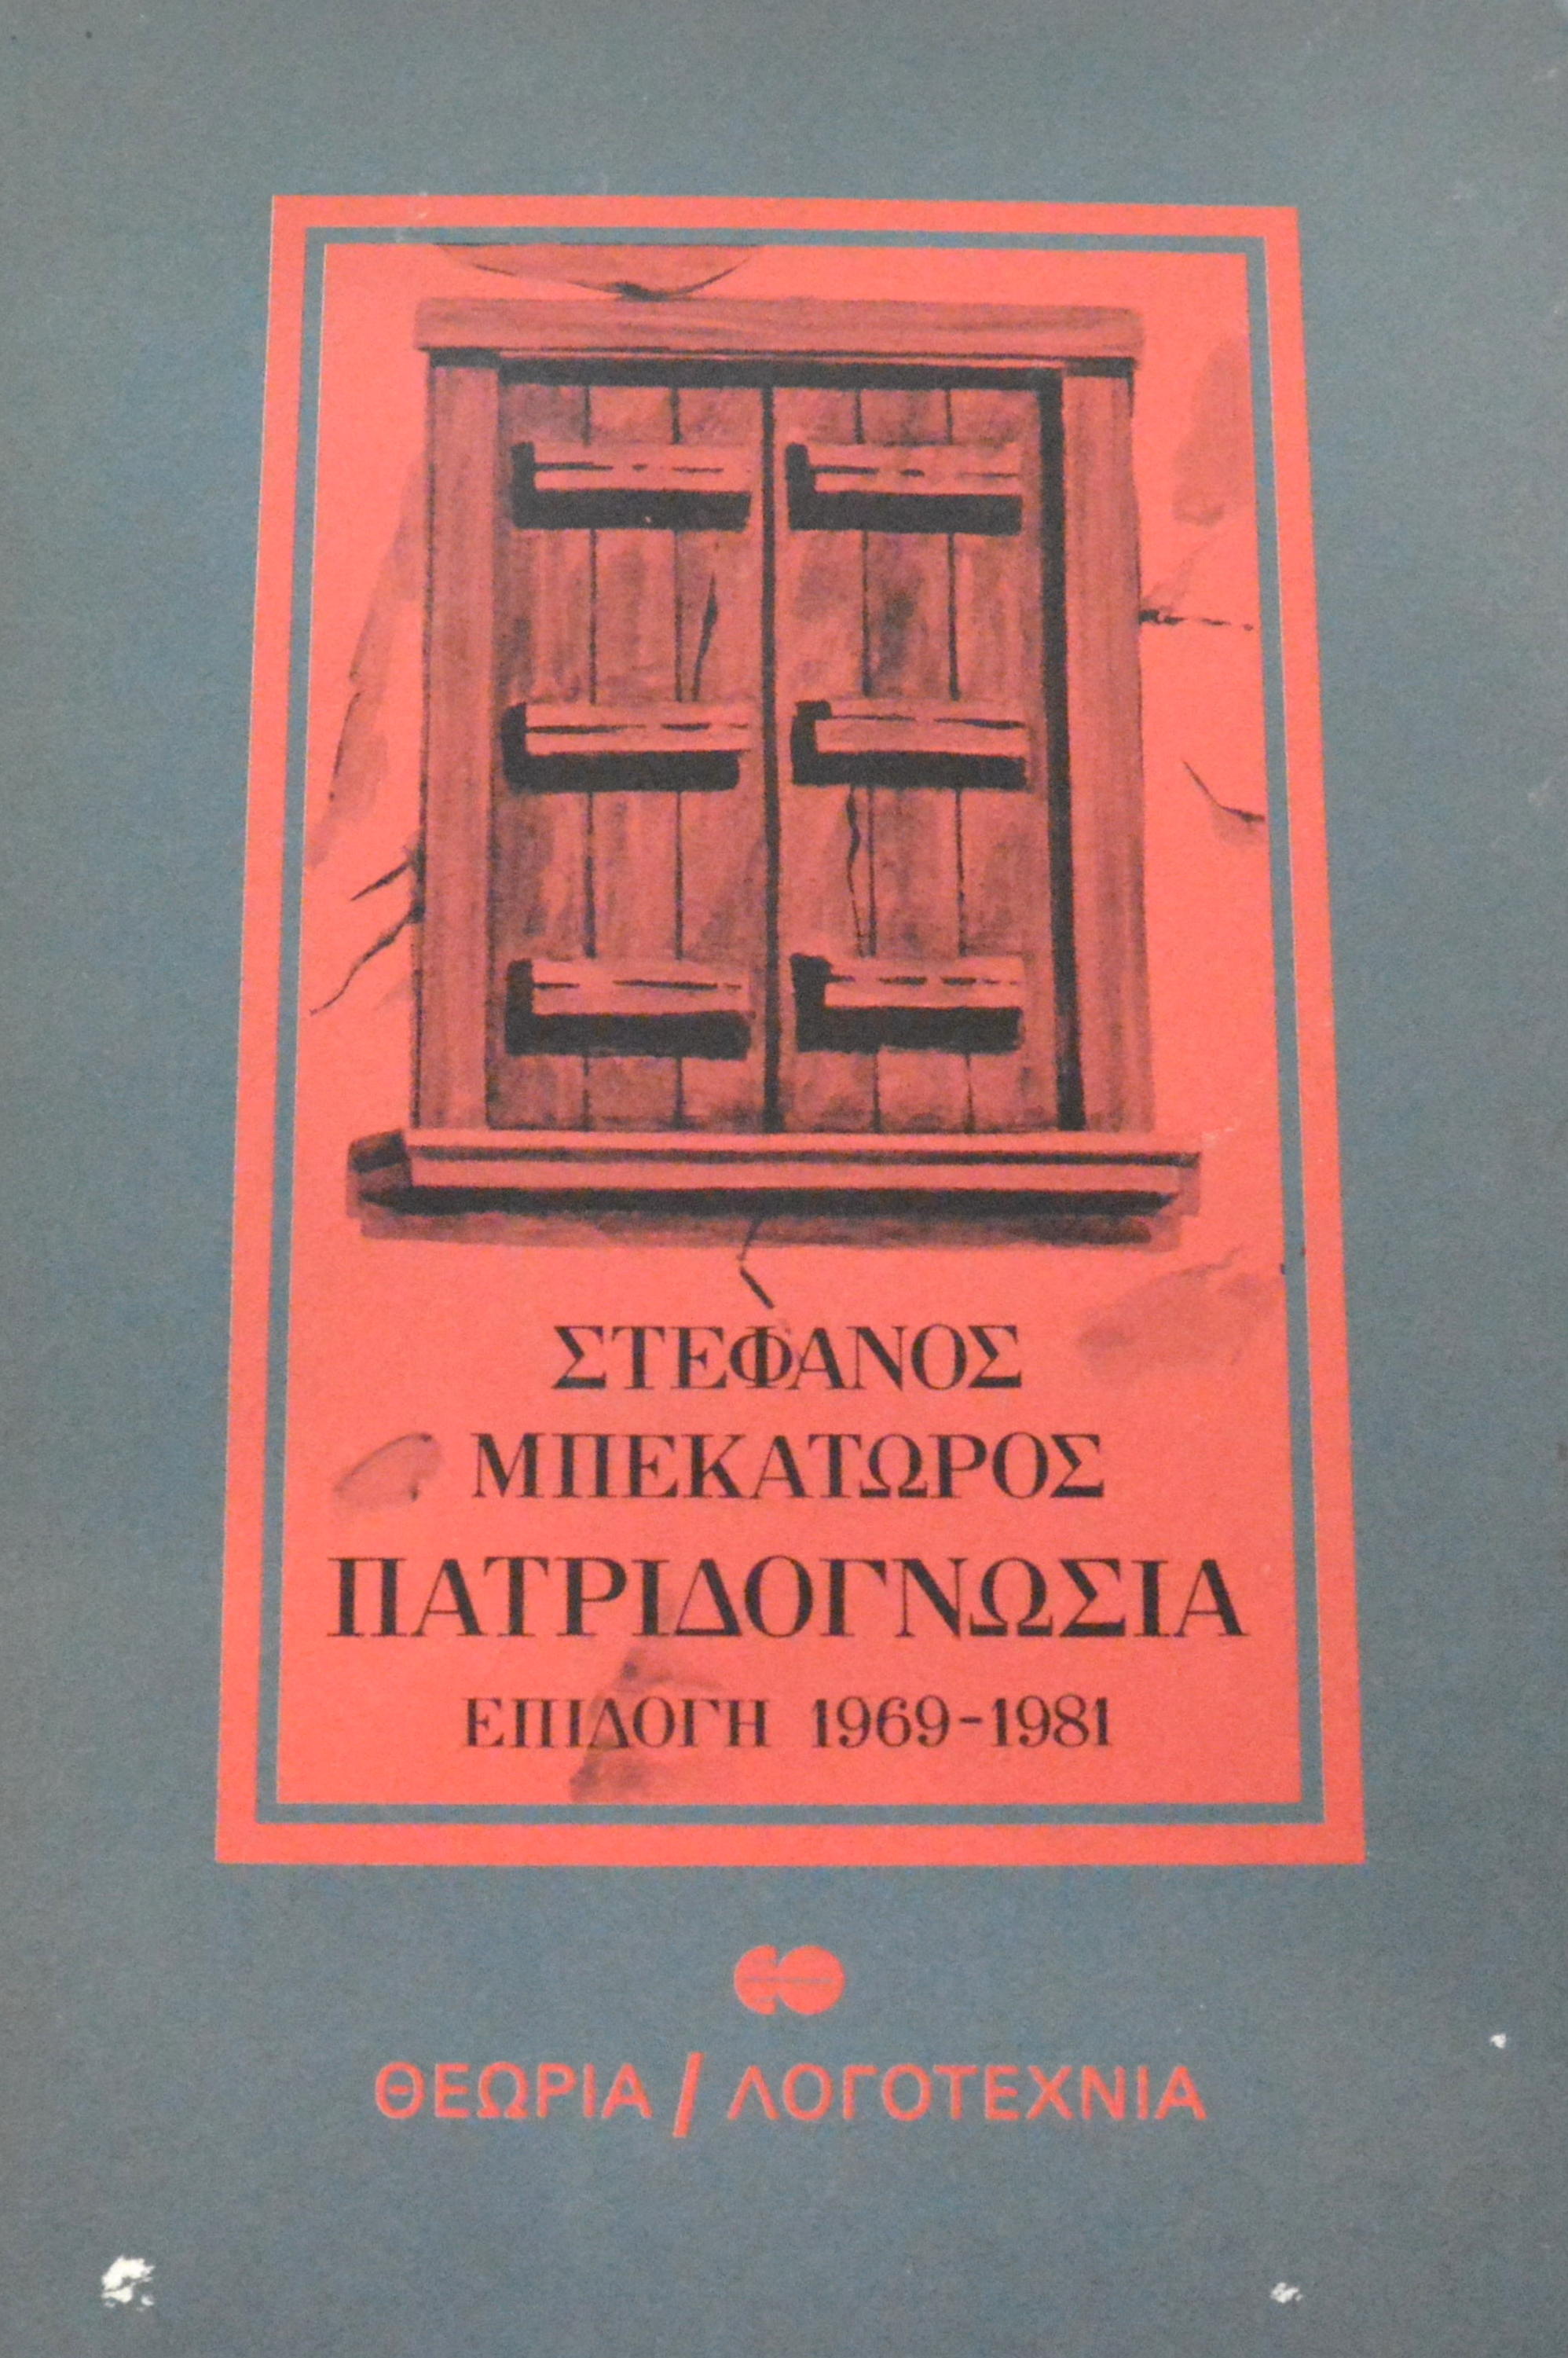 ΣΤΕΦΑΝΟΣ
ΜΠΕΚΑΤΩΡΟΣ
ΠΑΤΡΙΔΟΓΝΩΣΙΑ
ΕΠΙΛΟΓΗ 1969-1981
ΘΕΩΡΙΑ / ΛΟΓΟΤΕΧΝΙΑ